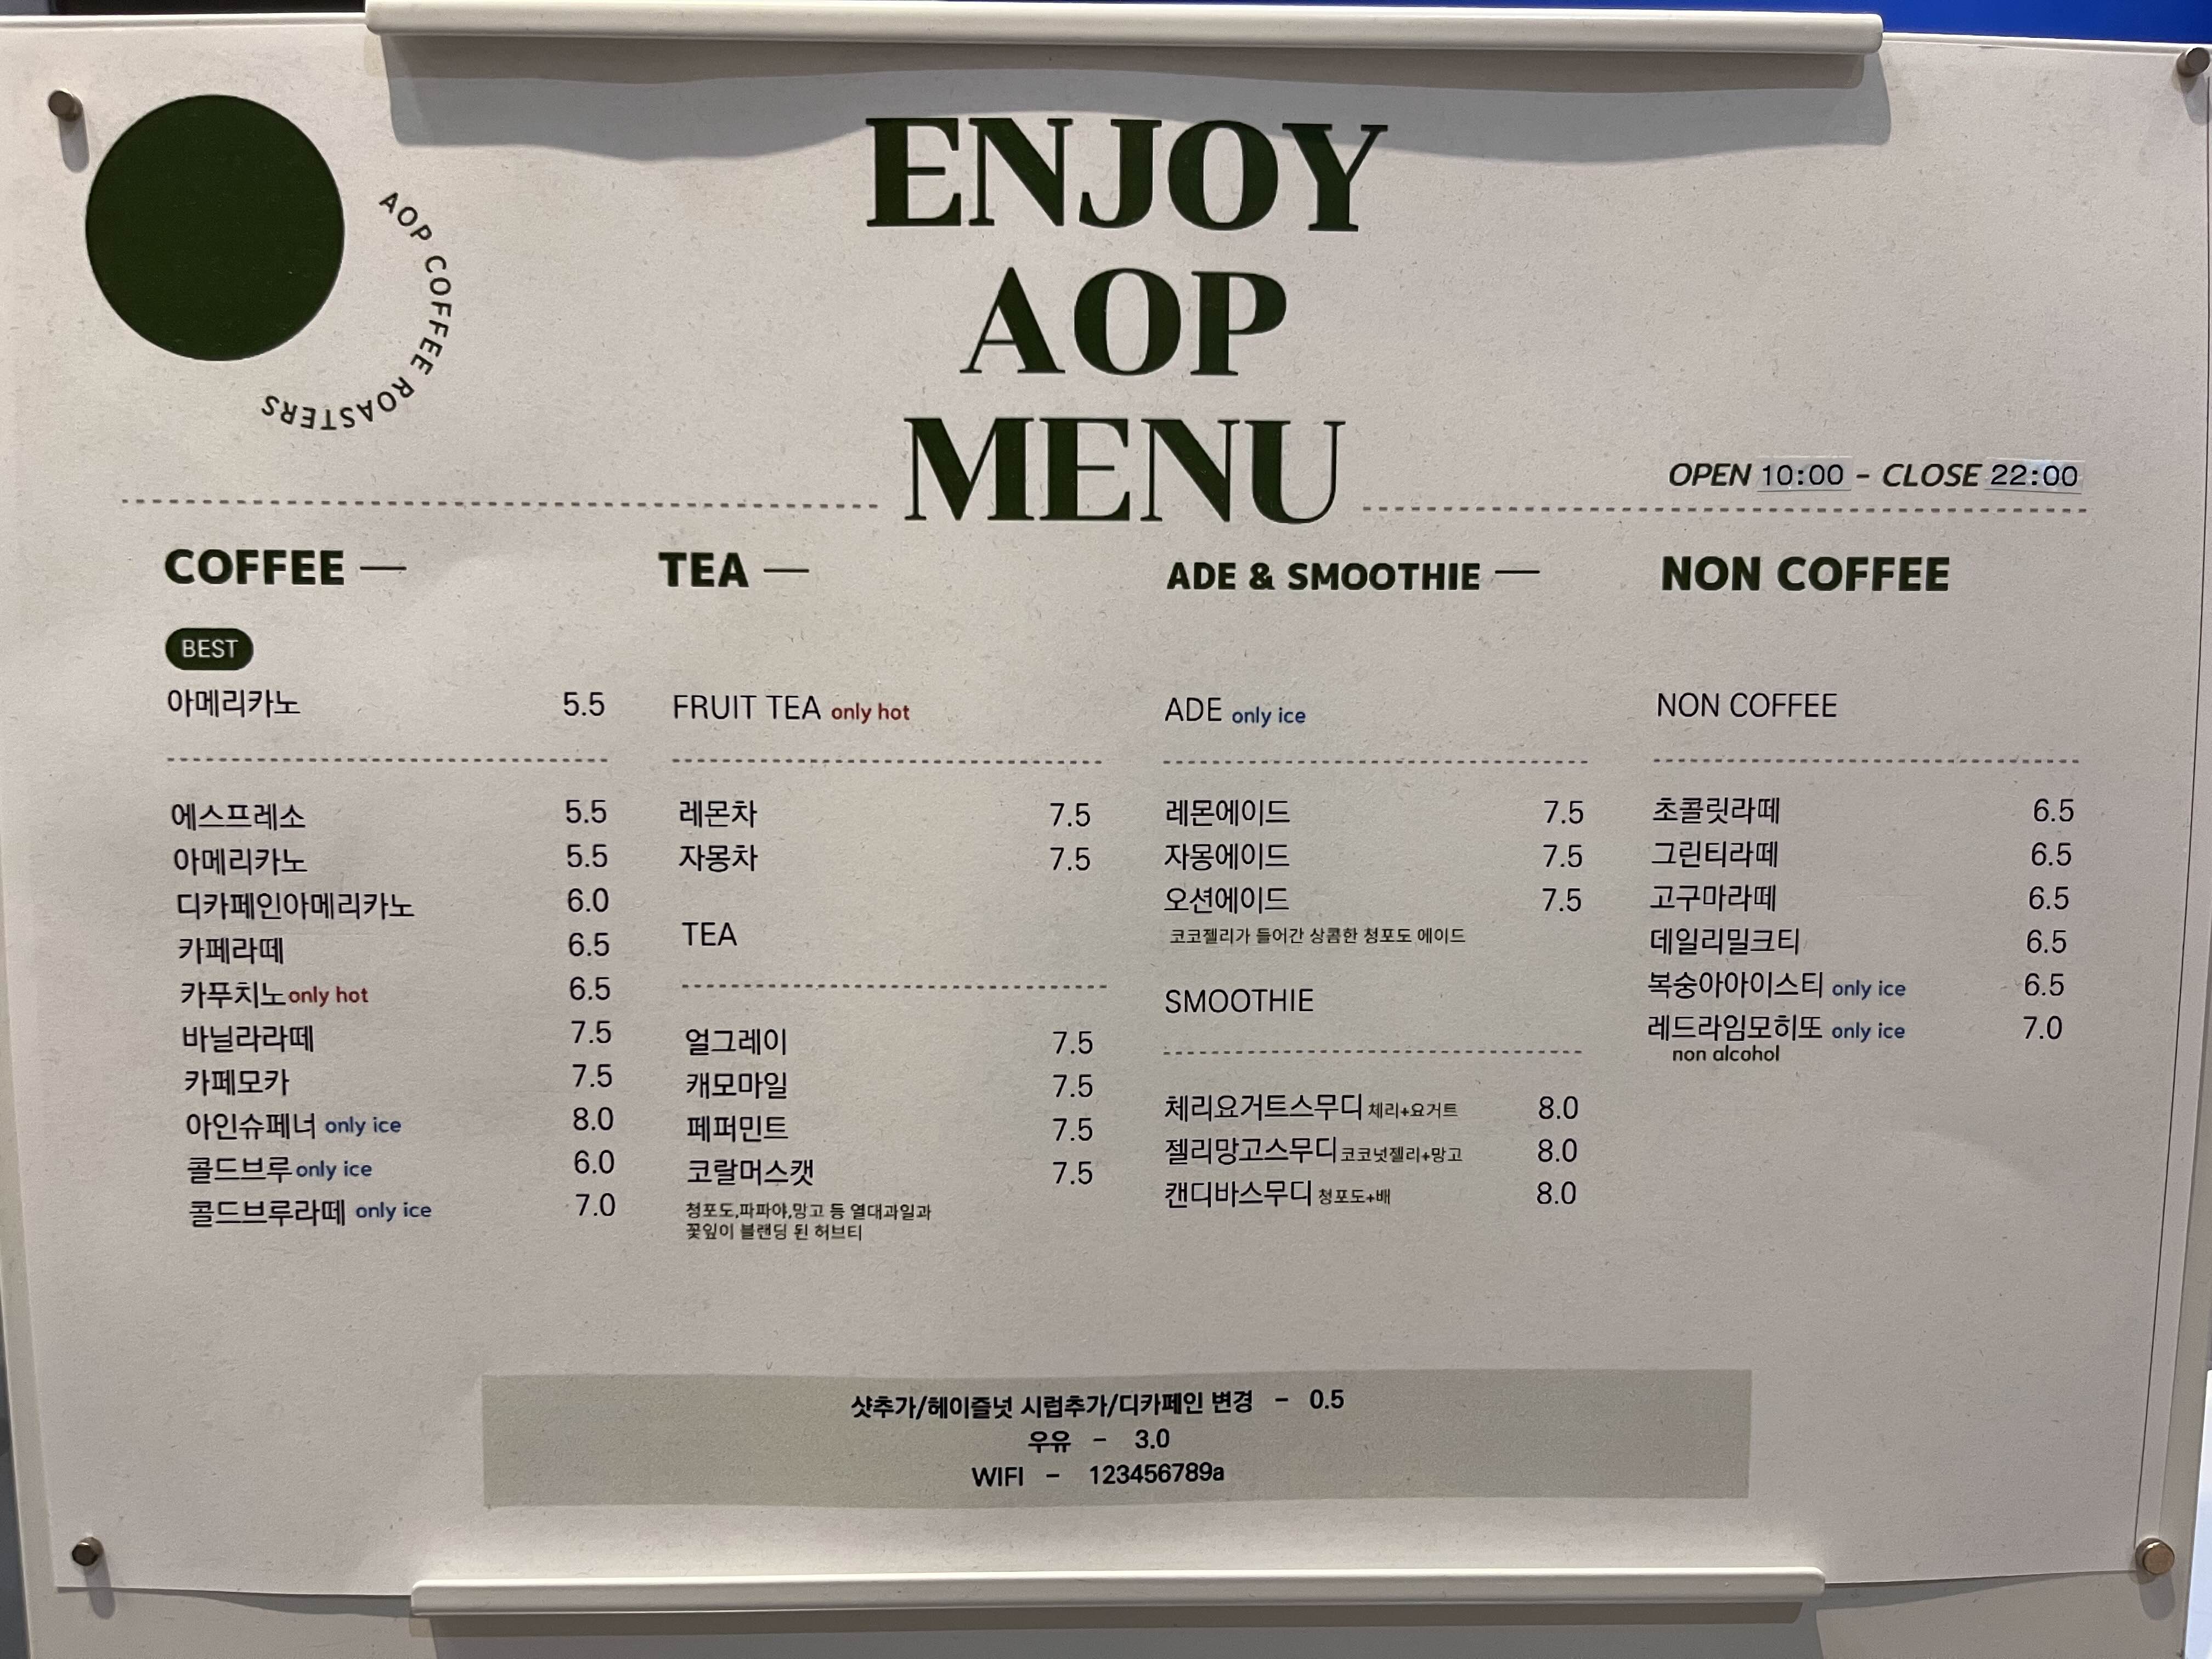 AOP COFFEE ROASTERS
ENJOY
AOP
MENU
OPEN 10:00 - CLOSE 22:00
COFFEE —
BEST
아메리카노 5.5
에스프레소 5.5
아메리카노 5.5
디카페인아메리카노 6.0
카페라떼 6.5
카푸치노 only hot 6.5
바닐라라떼 7.5
카페모카 7.5
아인슈페너 only ice 8.0
콜드브루 only ice 6.0
콜드브루라떼 only ice 7.0
TEA —
FRUIT TEA only hot
레몬차 7.5
자몽차 7.5
TEA
얼그레이 7.5
캐모마일 7.5
페퍼민트 7.5
코랄머스캣 7.5
청포도,파파야,망고 등 열대과일과
꽃잎이 블랜딩 된 허브티
ADE & SMOOTHIE —
ADE only ice
레몬에이드 7.5
자몽에이드 7.5
오션에이드 7.5
코코젤리가 들어간 상콤한 청포도 에이드
SMOOTHIE
체리요거트스무디 체리+요거트 8.0
젤리망고스무디 코코넛젤리+망고 8.0
캔디바스무디 청포도+배 8.0
NON COFFEE
NON COFFEE
초콜릿라떼 6.5
그린티라떼 6.5
고구마라떼 6.5
데일리밀크티 6.5
복숭아아이스티 only ice 6.5
레드라임모히또 only ice 7.0
non alcohol
샷추가/헤이즐넛 시럽추가/디카페인 변경 - 0.5
우유 - 3.0
WIFI - 123456789a